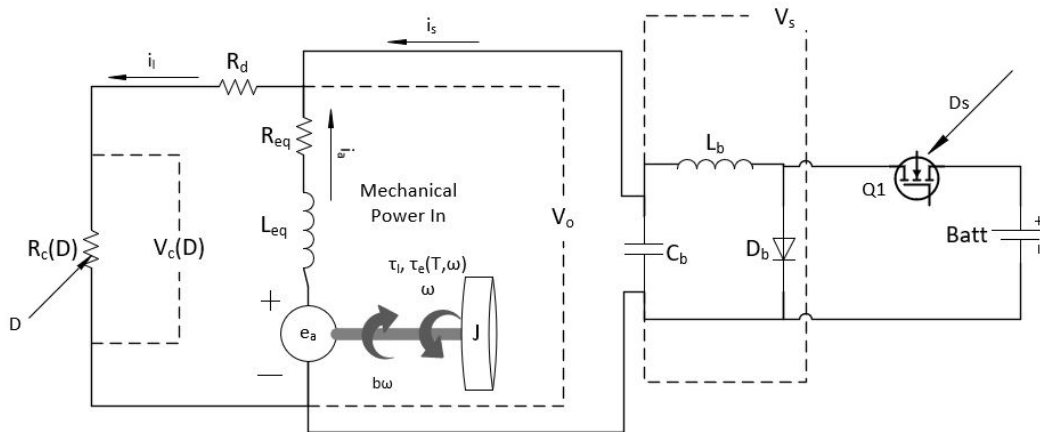 V_s
i_s
i_l
R_d
Ds
R_eq
i_a
L_b
Q1
Mechanical
Power In
V_o
Batt
+
L_eq
C_b
D_b
R_c(D)
V_c(D)
τ_l, τ_e(T,ω)
ω
+
D
e_a
J
bω